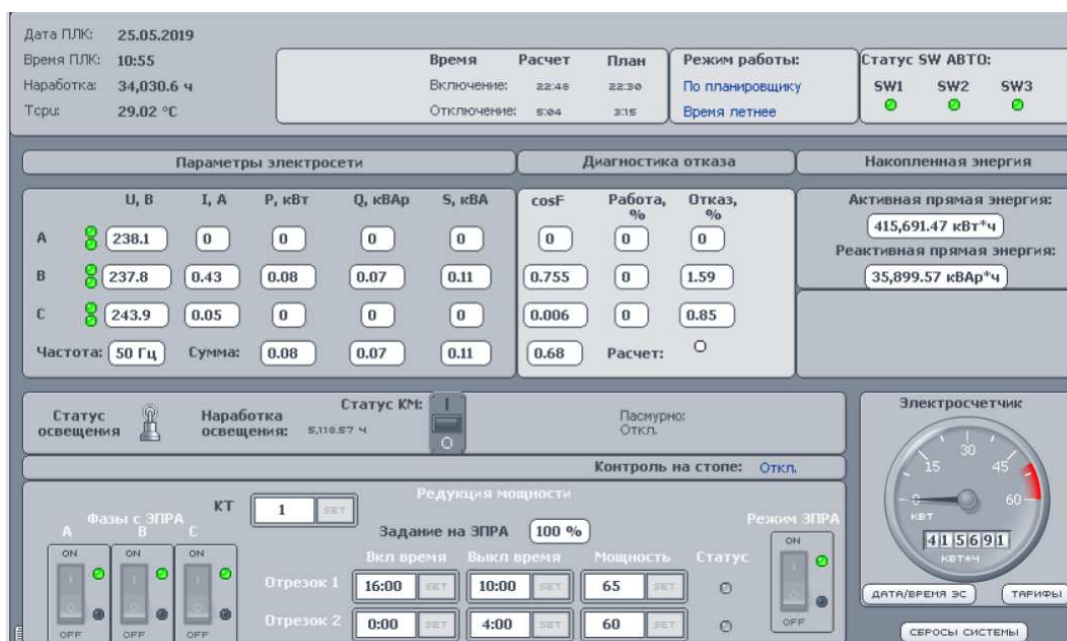 Дата ПЛК: 25.05.2019
Время ПЛК: 10:55
Наработка: 34,030.6 ч
Tcpu: 29.02 °C
Время Расчет План
Включение: 22:48 22:30
Отключение: 5:04 3:15
Режим работы:
По планировщику
Время летнее
Статус SW АВТО:
SW1 SW2 SW3
Параметры электросети
Диагностика отказа
Накопленная энергия
U, В I, А P, кВт Q, кВАр S, кВА cosF Работа, % Отказ, %
A 238.1 0 0 0 0 0 0 0
B 237.8 0.43 0.08 0.07 0.11 0.755 0 1.59
C 243.9 0.05 0 0 0 0.006 0 0.85
Частота: 50 Гц Сумма: 0.08 0.07 0.11 0.68 Расчет:
Активная прямая энергия:
415,691.47 кВт*ч
Реактивная прямая энергия:
35,899.57 кВАр*ч
Статус освещения
Наработка освещения: 5,118.57 ч
Статус КМ:
I
O
Пасмурно:
Откл.
Контроль на стопе: Откл.
Электросчетчик
0 15 30 45 60
КВТ
415691
КВТ*Ч
ДАТА/ВРЕМЯ ЭС
ТАРИФЫ
СБРОСЫ СИСТЕМЫ
Редукция мощности
КТ 1 SET
Фазы с ЭПРА
A B C
ON ON ON
OFF OFF OFF
Задание на ЭПРА 100 %
Режим ЭПРА
ON
OFF
Вкл время Выкл время Мощность Статус
Отрезок 1 16:00 SET 10:00 SET 65 SET
Отрезок 2 0:00 SET 4:00 SET 60 SET